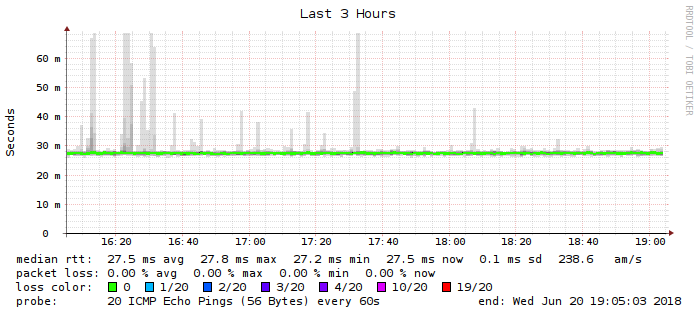 Last 3 Hours
RRDTOOL / TOBI OETIKER
Seconds
60 m
50 m
40 m
30 m
20 m
10 m
0
16:20 16:40 17:00 17:20 17:40 18:00 18:20 18:40 19:00
median rtt: 27.5 ms avg 27.8 ms max 27.2 ms min 27.5 ms now 0.1 ms sd 238.6 am/s
packet loss: 0.00 % avg 0.00 % max 0.00 % min 0.00 % now
loss color: 0 1/20 2/20 3/20 4/20 10/20 19/20
probe: 20 ICMP Echo Pings (56 Bytes) every 60s end: Wed Jun 20 19:05:03 2018